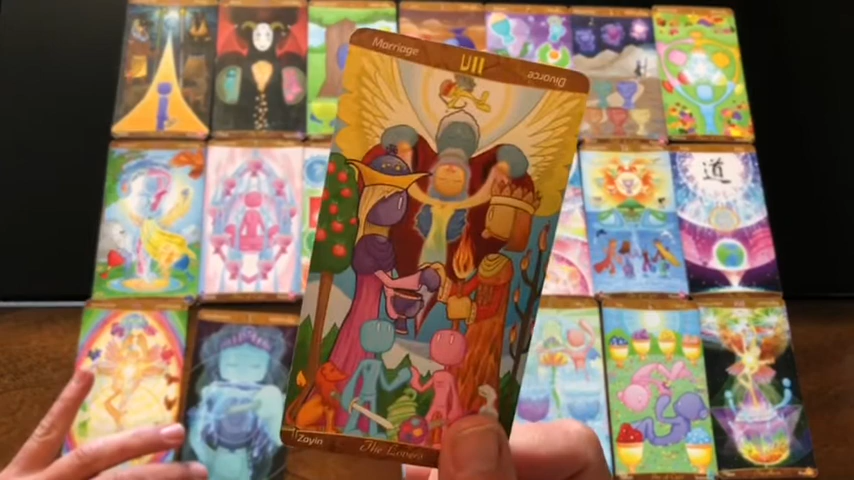 Marriage
VII
Divorce
道
Zayin
The Lovers